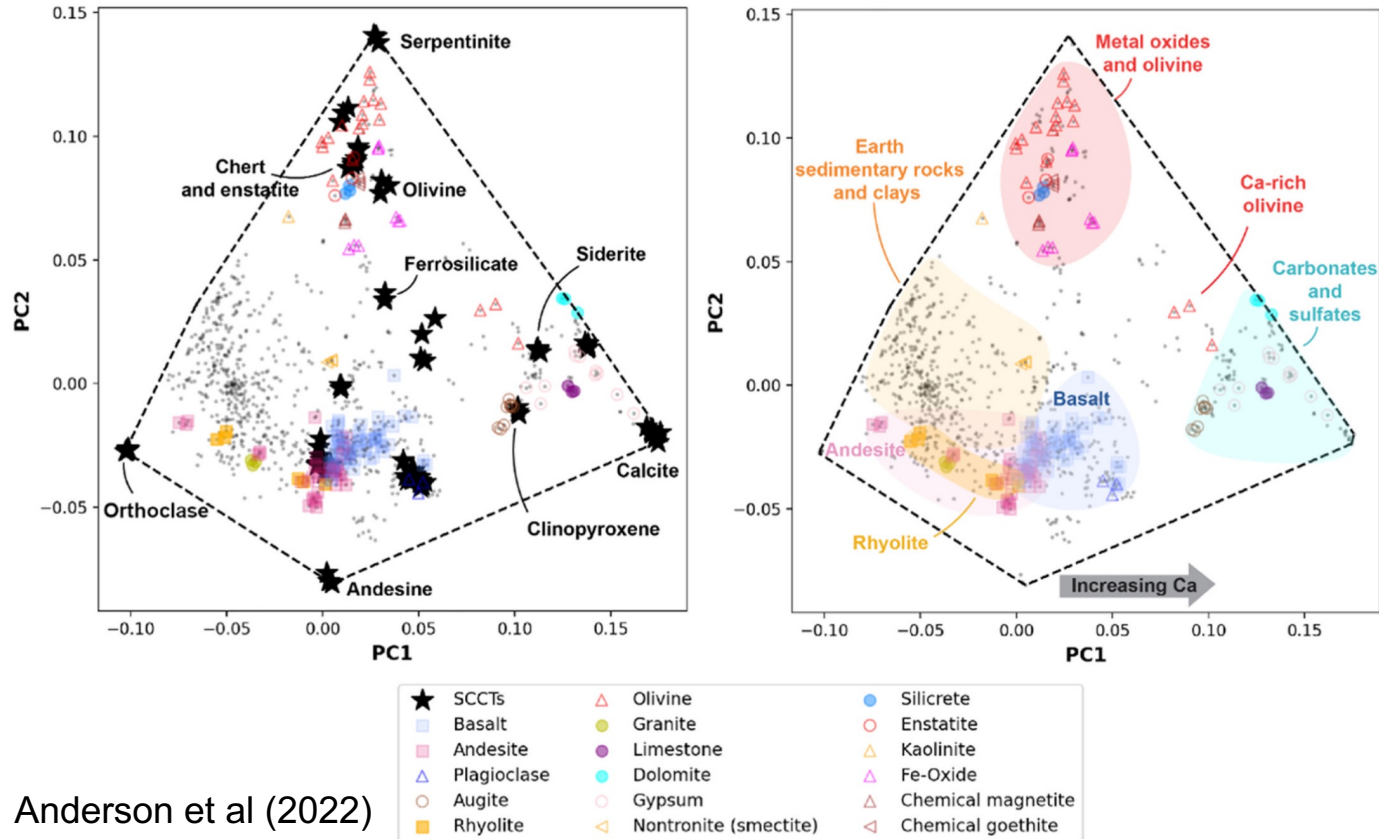 0.15
0.10
0.05
0.00
−0.05
PC2
−0.10
−0.05
0.00
0.05
0.10
0.15
PC1
Serpentinite
Chert
and enstatite
Olivine
Ferrosilicate
Siderite
Calcite
Clinopyroxene
Orthoclase
Andesine
0.15
0.10
0.05
0.00
−0.05
PC2
−0.10
−0.05
0.00
0.05
0.10
0.15
PC1
Metal oxides
and olivine
Earth
sedimentary rocks
and clays
Ca-rich
olivine
Carbonates
and
sulfates
Basalt
Andesite
Rhyolite
Increasing Ca
SCCTs
Basalt
Andesite
Plagioclase
Augite
Rhyolite
Olivine
Granite
Limestone
Dolomite
Gypsum
Nontronite (smectite)
Silicrete
Enstatite
Kaolinite
Fe-Oxide
Chemical magnetite
Chemical goethite
Anderson et al (2022)